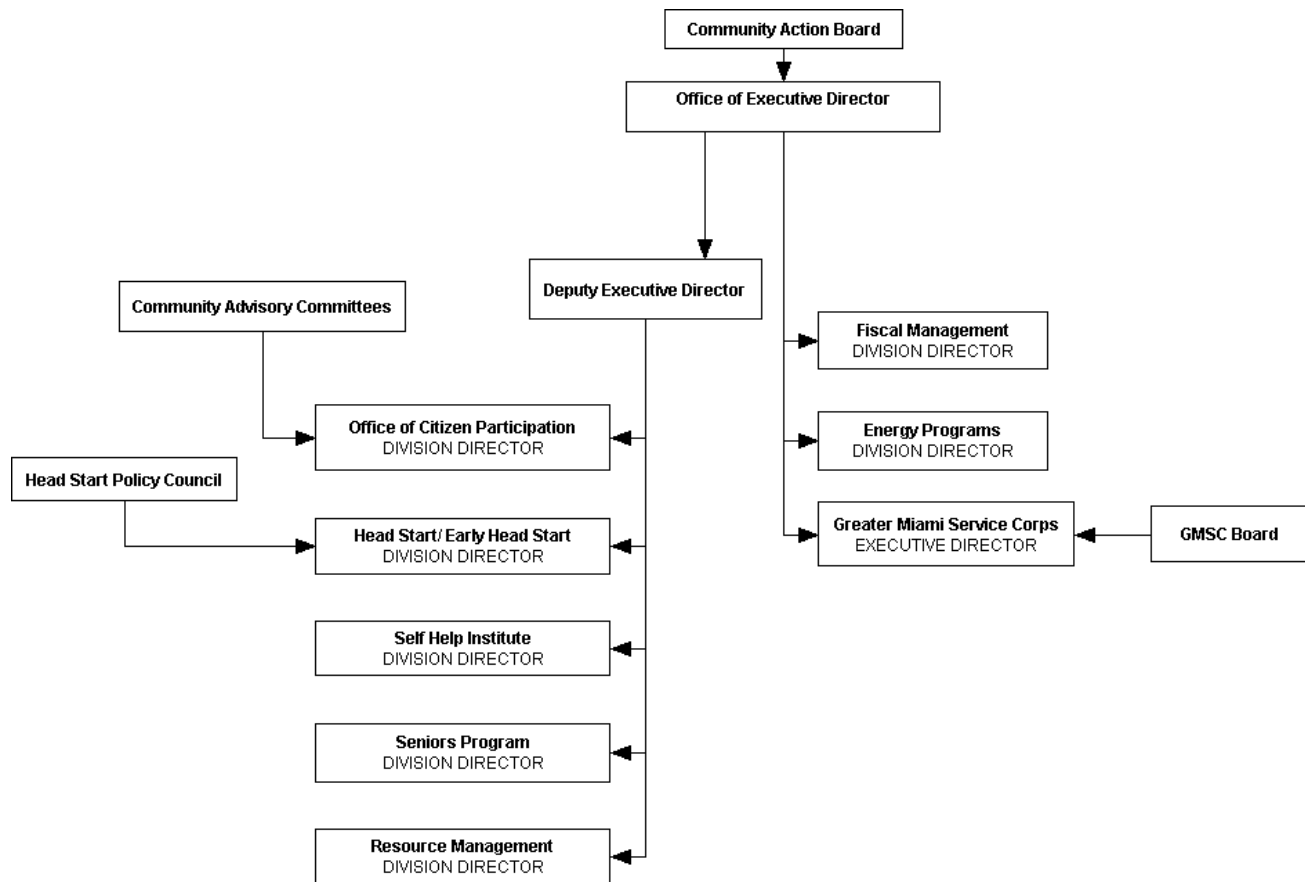 Community Action Board
Office of Executive Director
Deputy Executive Director
Community Advisory Committees
Fiscal Management
DIVISION DIRECTOR
Office of Citizen Participation
DIVISION DIRECTOR
Energy Programs
DIVISION DIRECTOR
Head Start Policy Council
Head Start/ Early Head Start
DIVISION DIRECTOR
Greater Miami Service Corps
EXECUTIVE DIRECTOR
GMSC Board
Self Help Institute
DIVISION DIRECTOR
Seniors Program
DIVISION DIRECTOR
Resource Management
DIVISION DIRECTOR